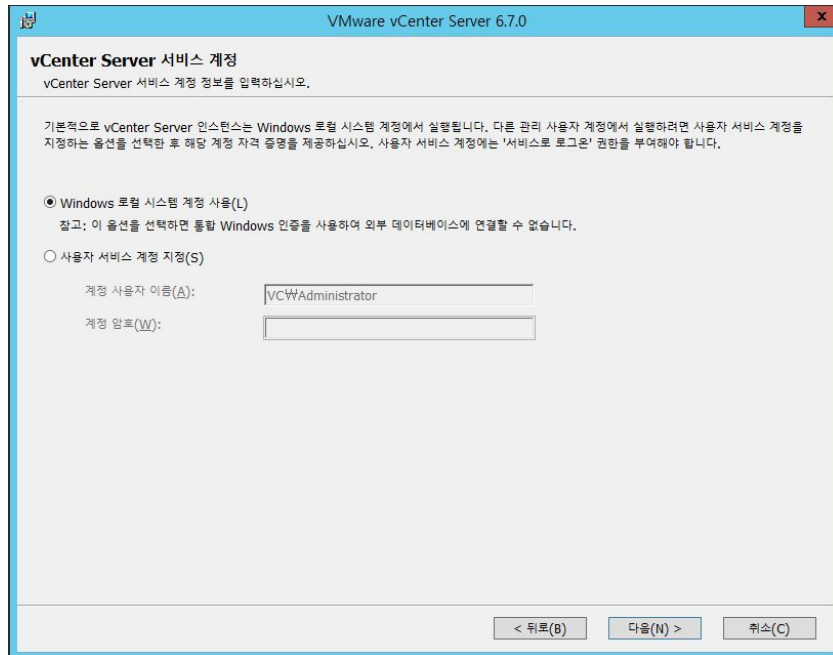 VMware vCenter Server 6.7.0
x
vCenter Server 서비스 계정
vCenter Server 서비스 계정 정보를 입력하십시오.
기본적으로 vCenter Server 인스턴스는 Windows 로컬 시스템 계정에서 실행됩니다. 다른 관리 사용자 계정에서 실행하려면 사용자 서비스 계정을
지정하는 옵션을 선택한 후 해당 계정 자격 증명을 제공하십시오. 사용자 서비스 계정에는 '서비스로 로그온' 권한을 부여해야 합니다.
Windows 로컬 시스템 계정 사용(L)
참고: 이 옵션을 선택하면 통합 Windows 인증을 사용하여 외부 데이터베이스에 연결할 수 없습니다.
사용자 서비스 계정 지정(S)
계정 사용자 이름(A):
VC₩Administrator
계정 암호(W):
< 뒤로(B)
다음(N) >
취소(C)